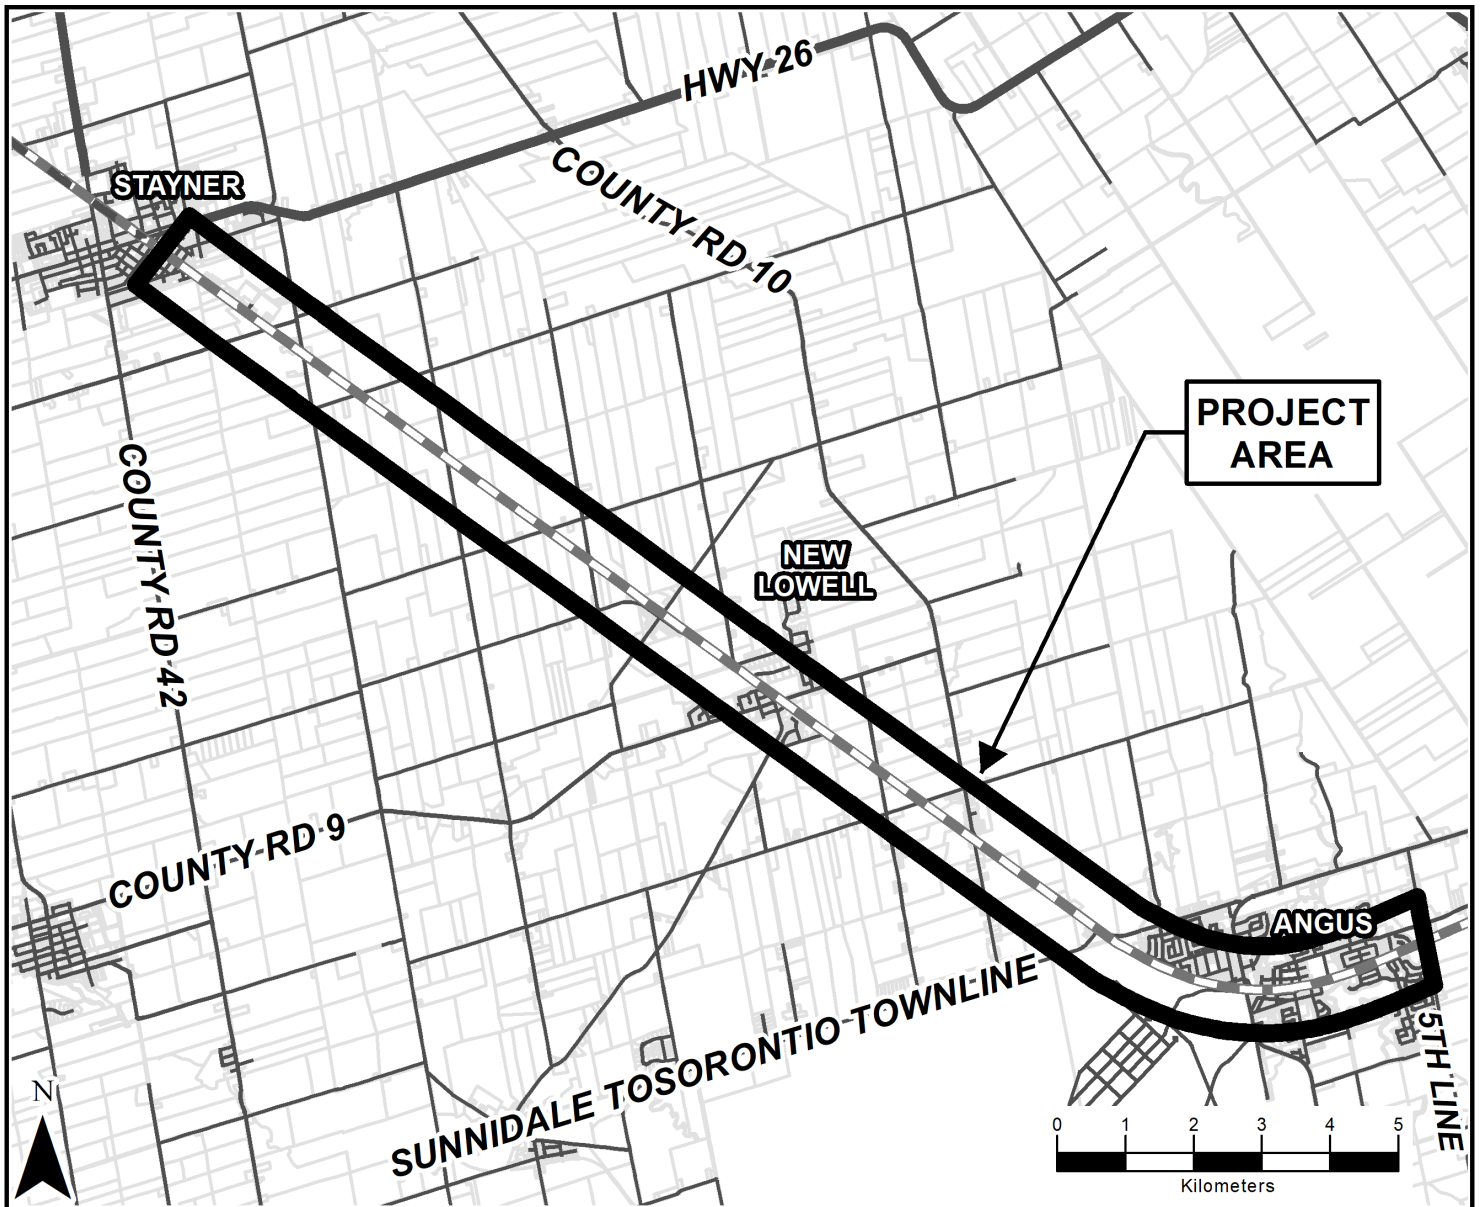 HWY 26
STAYNER
COUNTY RD 10
PROJECT
AREA
COUNTY RD 42
NEW
LOWELL
COUNTY RD 9
ANGUS
SUNNIDALE TOSORONTIO TOWNLINE
5TH LINE
N
0 1 2 3 4 5
Kilometers